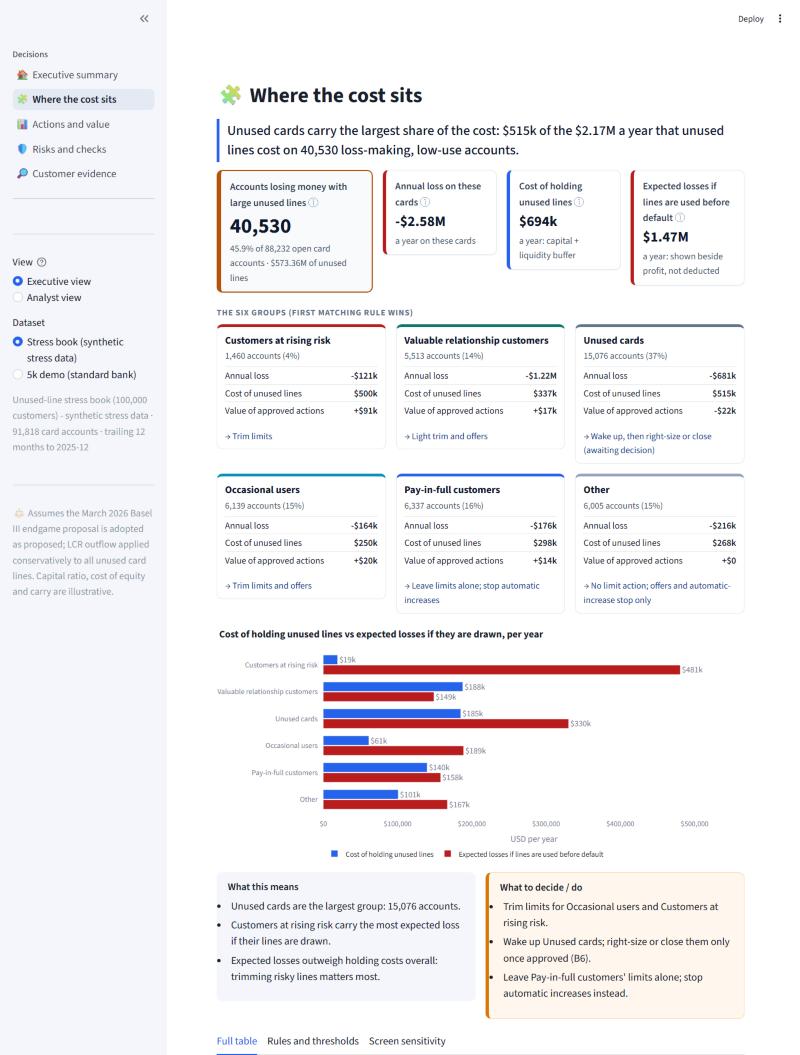 Deploy
Decisions
Executive summary
Where the cost sits
Actions and value
Risks and checks
Customer evidence
View
Executive view
Analyst view
Dataset
Stress book (synthetic
stress data)
5k demo (standard bank)
Unused-line stress book (100,000
customers) - synthetic stress data ·
91,818 card accounts · trailing 12
months to 2025-12
Assumes the March 2026 Basel
III endgame proposal is adopted
as proposed; LCR outflow applied
conservatively to all unused card
lines. Capital ratio, cost of equity
and carry are illustrative.
Where the cost sits
Unused cards carry the largest share of the cost: $515k of the $2.17M a year that unused
lines cost on 40,530 loss-making, low-use accounts.
Accounts losing money with
large unused lines
40,530
45.9% of 88,232 open card
accounts · $573.36M of unused
lines
Annual loss on these
cards
-$2.58M
a year on these cards
Cost of holding
unused lines
$694k
a year: capital +
liquidity buffer
Expected losses if
lines are used before
default
$1.47M
a year: shown beside
profit, not deducted
THE SIX GROUPS (FIRST MATCHING RULE WINS)
Customers at rising risk
1,460 accounts (4%)
Annual loss -$121k
Cost of unused lines $500k
Value of approved actions +$91k
→ Trim limits
Valuable relationship customers
5,513 accounts (14%)
Annual loss -$1.22M
Cost of unused lines $337k
Value of approved actions +$17k
→ Light trim and offers
Unused cards
15,076 accounts (37%)
Annual loss -$681k
Cost of unused lines $515k
Value of approved actions -$22k
→ Wake up, then right-size or close
(awaiting decision)
Occasional users
6,139 accounts (15%)
Annual loss -$164k
Cost of unused lines $250k
Value of approved actions +$20k
→ Trim limits and offers
Pay-in-full customers
6,337 accounts (16%)
Annual loss -$176k
Cost of unused lines $298k
Value of approved actions +$14k
→ Leave limits alone; stop automatic
increases
Other
6,005 accounts (15%)
Annual loss -$216k
Cost of unused lines $268k
Value of approved actions +$0
→ No limit action; offers and automatic-
increase stop only
Cost of holding unused lines vs expected losses if they are drawn, per year
Customers at rising risk $19k $481k
Valuable relationship customers $188k $149k
Unused cards $185k $330k
Occasional users $61k $189k
Pay-in-full customers $140k $158k
Other $101k $167k
$0 $100,000 $200,000 $300,000 $400,000 $500,000
USD per year
Cost of holding unused lines Expected losses if lines are used before default
What this means
• Unused cards are the largest group: 15,076 accounts.
• Customers at rising risk carry the most expected loss
if their lines are drawn.
• Expected losses outweigh holding costs overall:
trimming risky lines matters most.
What to decide / do
• Trim limits for Occasional users and Customers at
rising risk.
• Wake up Unused cards; right-size or close them only
once approved (B6).
• Leave Pay-in-full customers' limits alone; stop
automatic increases instead.
Full table Rules and thresholds Screen sensitivity